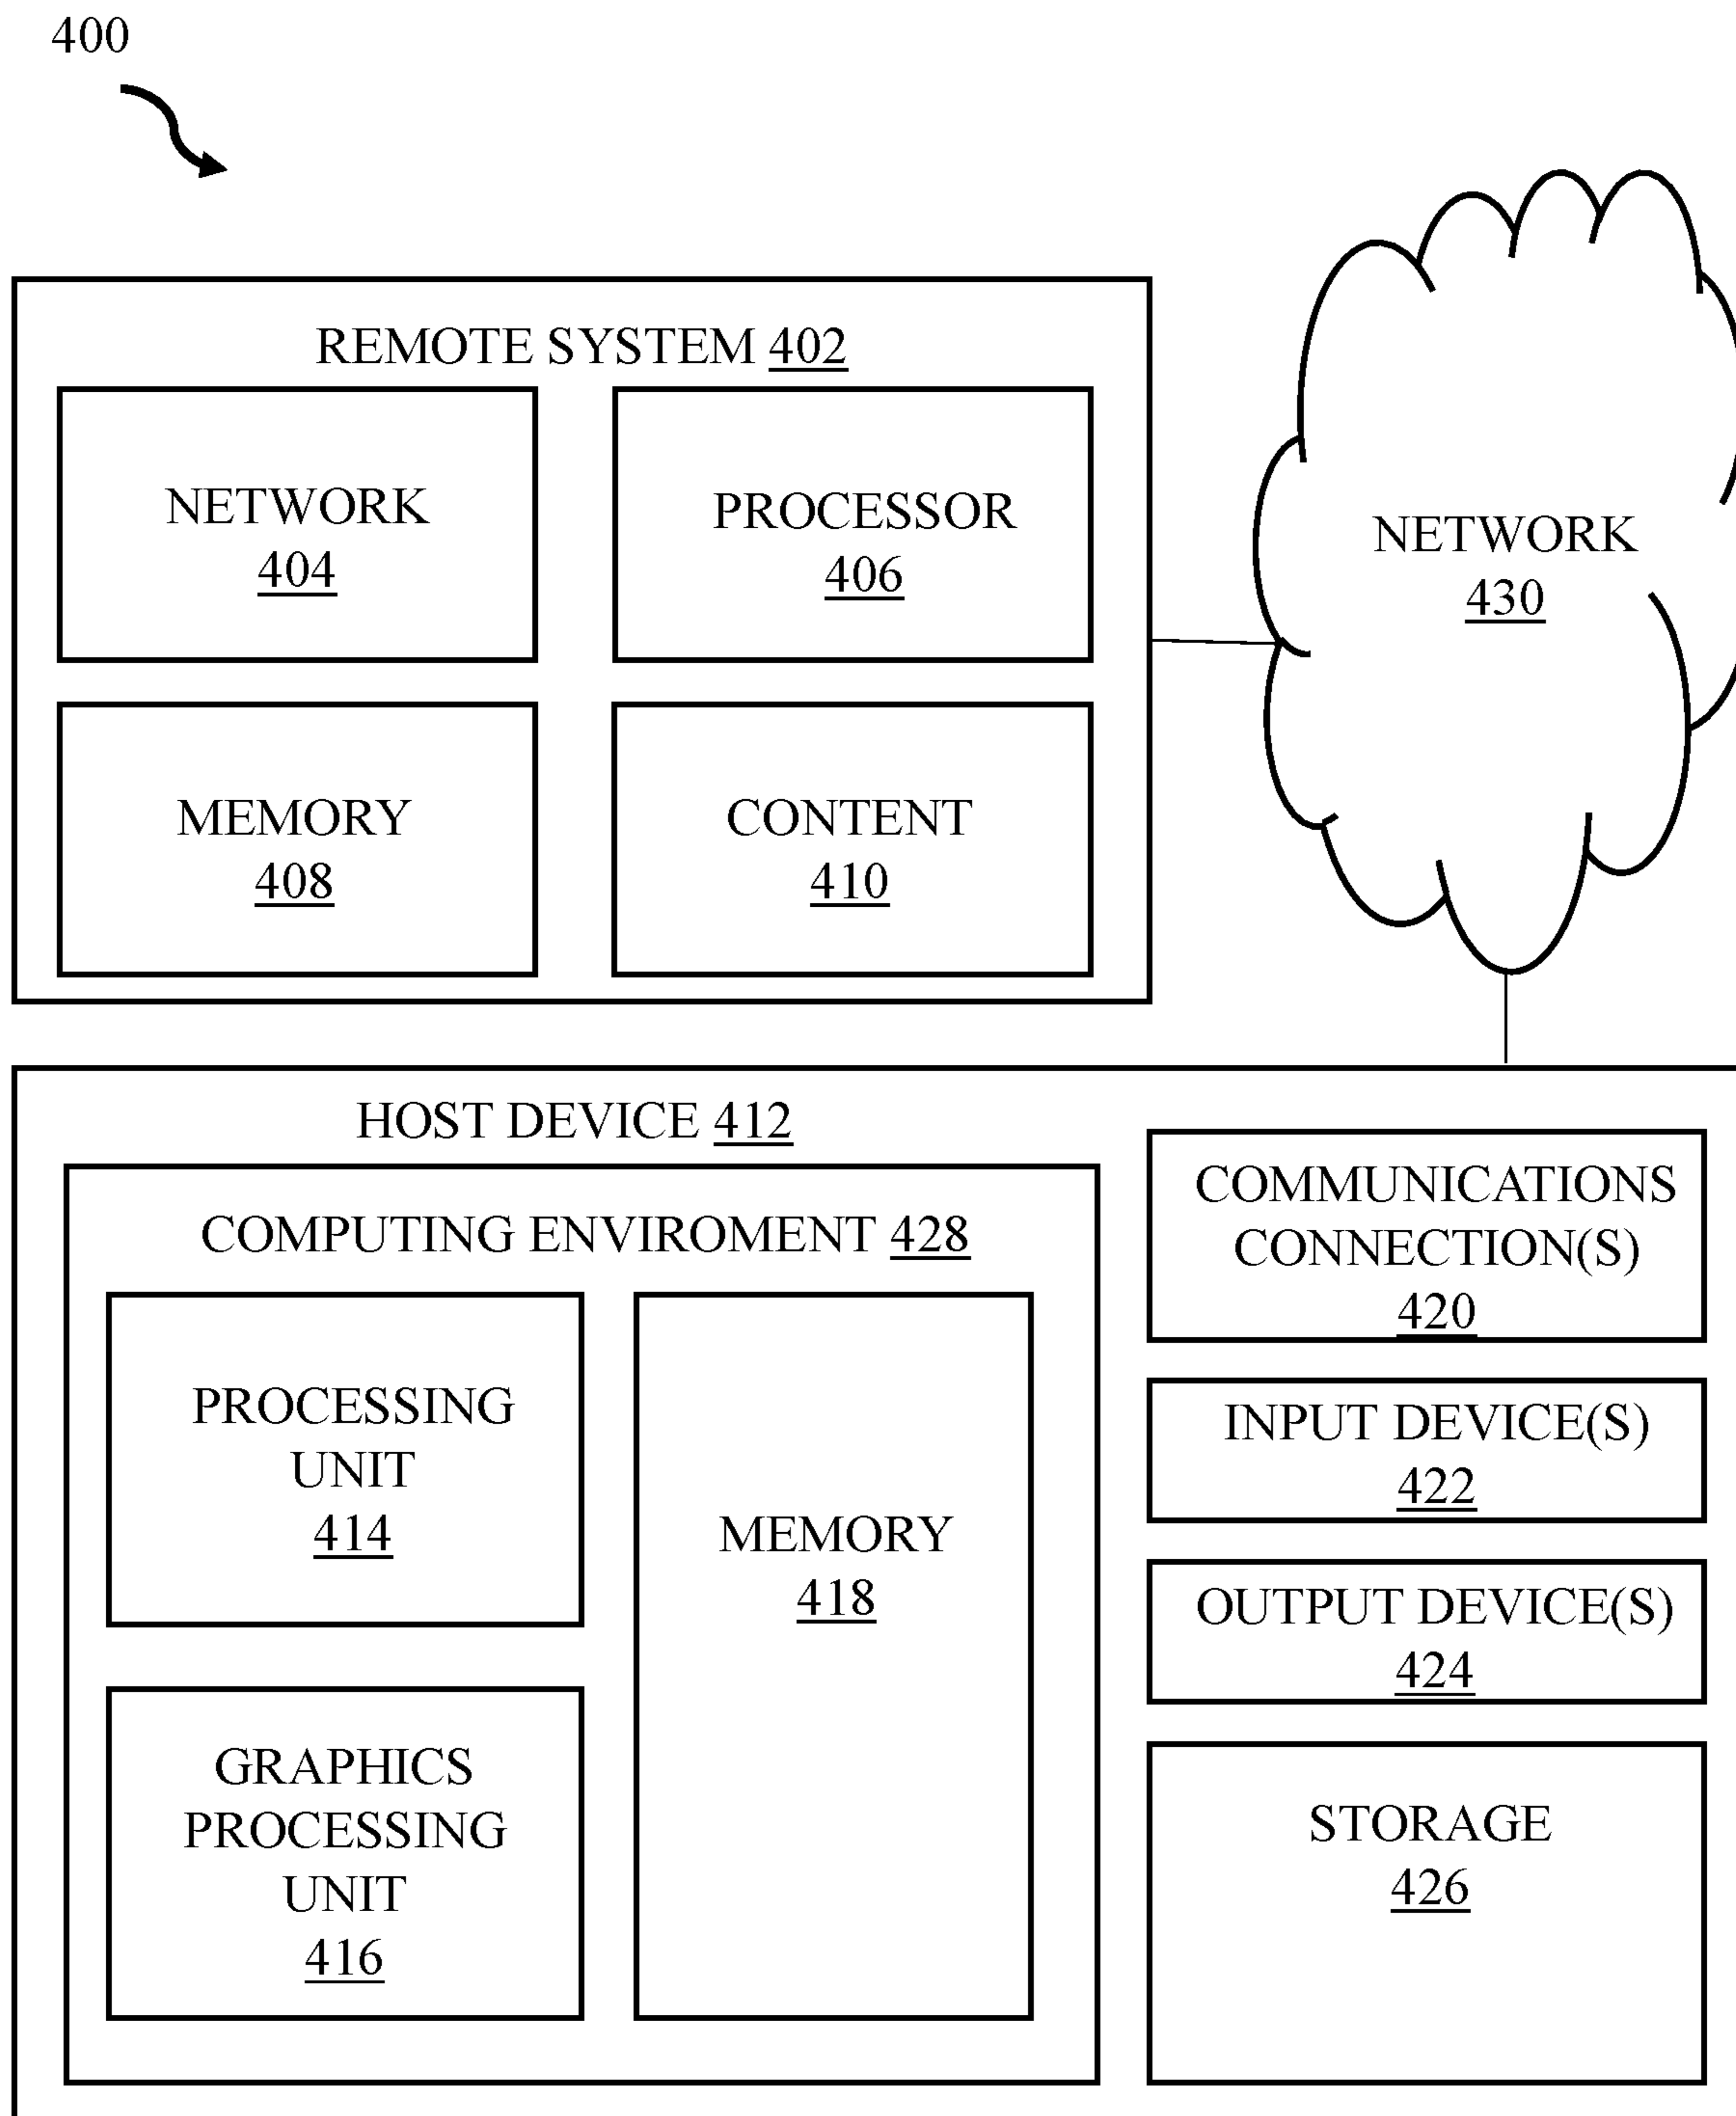 400
REMOTE SYSTEM 402
NETWORK
404
PROCESSOR
406
MEMORY
408
CONTENT
410
NETWORK
430
HOST DEVICE 412
COMPUTING ENVIROMENT 428
PROCESSING
UNIT
414
GRAPHICS
PROCESSING
UNIT
416
MEMORY
418
COMMUNICATIONS
CONNECTION(S)
420
INPUT DEVICE(S)
422
OUTPUT DEVICE(S)
424
STORAGE
426